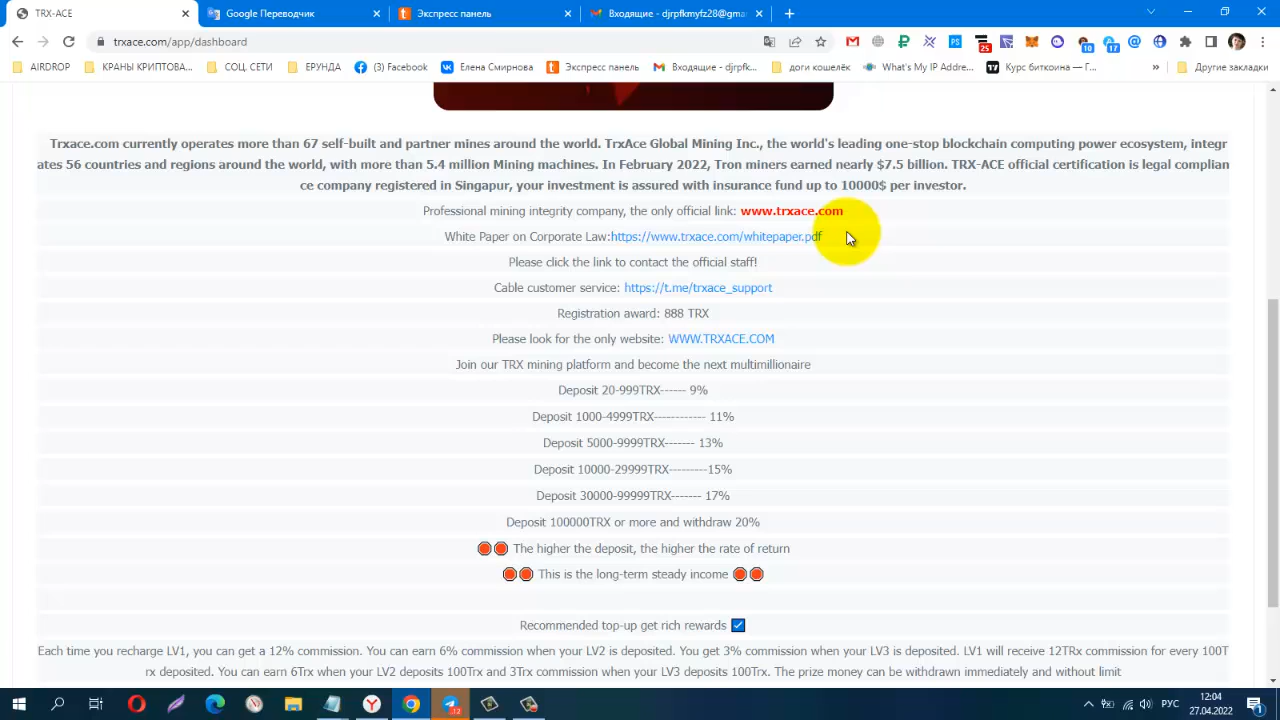 TRX-ACE
Google Переводчик
Экспресс панель
Входящие - djrpfkmyfz28@gma
trxace.com/app/dashboard
25
10
17
AIRDROP
КРАНЫ КРИПТОВА...
СОЦ. СЕТИ
ЕРУНДА
(3) Facebook
Елена Смирнова
Экспресс панель
Входящие - djrpfk...
доги кошелёк
What's My IP Addre...
Курс биткоина — Г...
»
Другие закладки
Trxace.com currently operates more than 67 self-built and partner mines around the world. TrxAce Global Mining Inc., the world's leading one-stop blockchain computing power ecosystem, integr
ates 56 countries and regions around the world, with more than 5.4 million Mining machines. In February 2022, Tron miners earned nearly $7.5 billion. TRX-ACE official certification is legal complian
ce company registered in Singapur, your investment is assured with insurance fund up to 10000$ per investor.
Professional mining integrity company, the only official link: www.trxace.com
White Paper on Corporate Law:https://www.trxace.com/whitepaper.pdf
Please click the link to contact the official staff!
Cable customer service: https://t.me/trxace_support
Registration award: 888 TRX
Please look for the only website: WWW.TRXACE.COM
Join our TRX mining platform and become the next multimillionaire
Deposit 20-999TRX------ 9%
Deposit 1000-4999TRX------------ 11%
Deposit 5000-9999TRX------- 13%
Deposit 10000-29999TRX---------15%
Deposit 30000-99999TRX------- 17%
Deposit 100000TRX or more and withdraw 20%
The higher the deposit, the higher the rate of return
This is the long-term steady income
Recommended top-up get rich rewards
Each time you recharge LV1, you can get a 12% commission. You can earn 6% commission when your LV2 is deposited. You get 3% commission when your LV3 is deposited. LV1 will receive 12TRx commission for every 100T
rx deposited. You can earn 6Trx when your LV2 deposits 100Trx and 3Trx commission when your LV3 deposits 100Trx. The prize money can be withdrawn immediately and without limit
РУС
12:04
27.04.2022